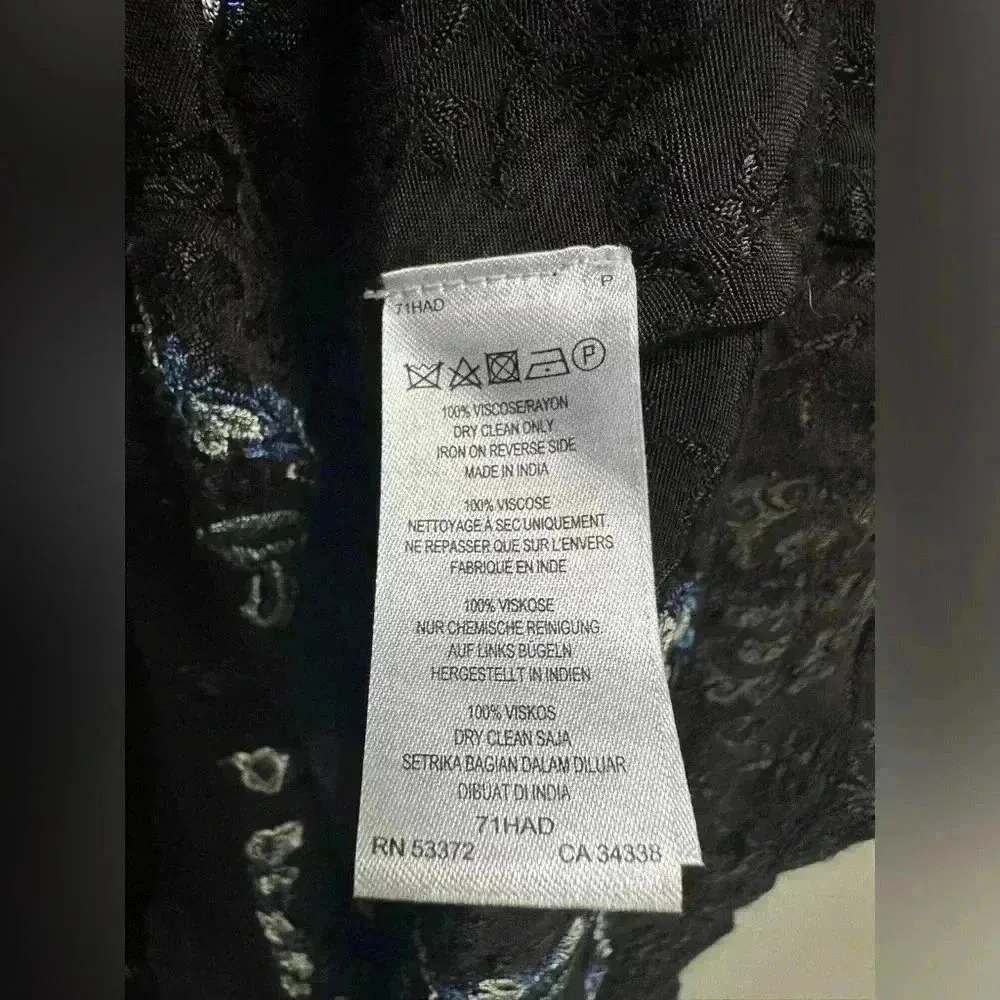 P
71HAD
P
100% VISCOSE/RAYON
DRY CLEAN ONLY
IRON ON REVERSE SIDE
MADE IN INDIA
100% VISCOSE
NETTOYAGE À SEC UNIQUEMENT.
NE REPASSER QUE SUR L'ENVERS
FABRIQUE EN INDE
100% VISKOSE
NUR CHEMISCHE REINIGUNG.
AUF LINKS BÜGELN
HERGESTELLT IN INDIEN
100% VISKOS
DRY CLEAN SAJA
SETRIKA BAGIAN DALAM DILUAR
DIBUAT DI INDIA
71HAD
RN 53372 CA 34338